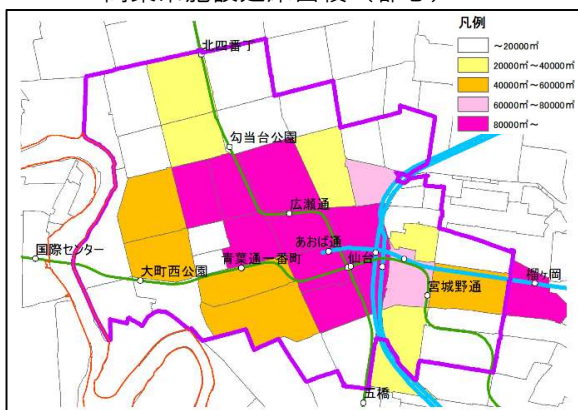 凡例
～20000㎡
20000㎡～40000㎡
40000㎡～60000㎡
60000㎡～80000㎡
80000㎡～
北四番丁
勾当台公園
広瀬通
あおば通
仙台
国際センター
大町西公園
青葉通一番町
宮城野通
榴ヶ岡
五橋